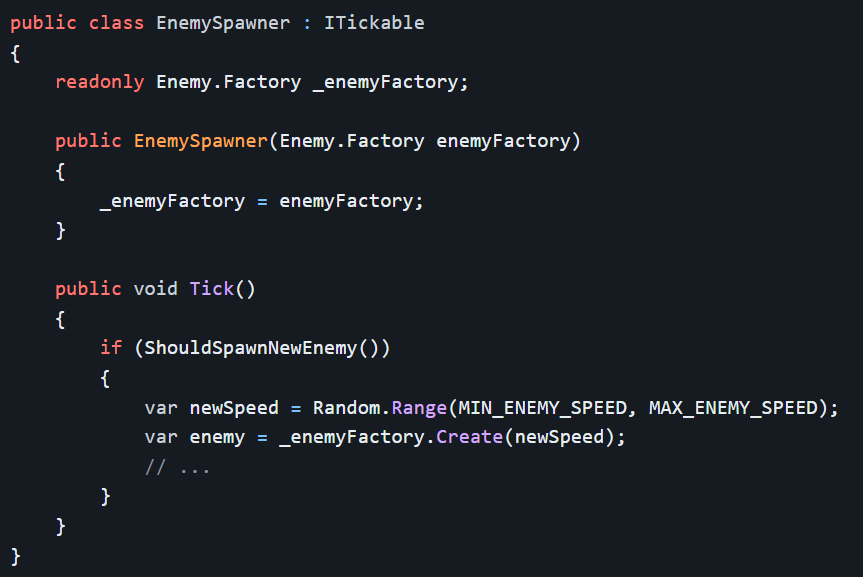 public class EnemySpawner : ITickable
{
    readonly Enemy.Factory _enemyFactory;

    public EnemySpawner(Enemy.Factory enemyFactory)
    {
        _enemyFactory = enemyFactory;
    }

    public void Tick()
    {
        if (ShouldSpawnNewEnemy())
        {
            var newSpeed = Random.Range(MIN_ENEMY_SPEED, MAX_ENEMY_SPEED);
            var enemy = _enemyFactory.Create(newSpeed);
            // ...
        }
    }
}